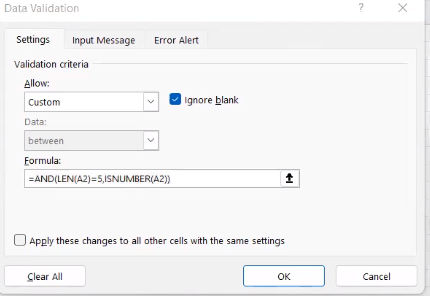 Data Validation ?
Settings Input Message Error Alert
Validation criteria
Allow:
Custom Ignore blank
Data:
between
Formula:
=AND(LEN(A2)=5,ISNUMBER(A2))
Apply these changes to all other cells with the same settings
Clear All OK Cancel